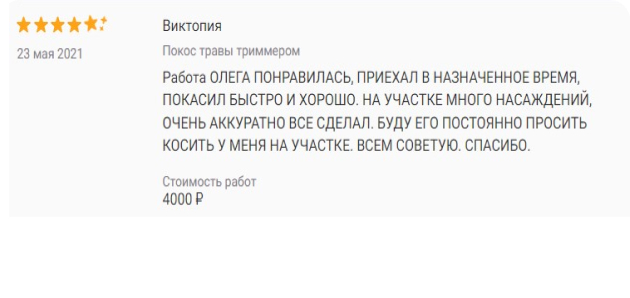 Виктопия
23 мая 2021
Покос травы триммером
Работа ОЛЕГА ПОНРАВИЛАСЬ, ПРИЕХАЛ В НАЗНАЧЕННОЕ ВРЕМЯ,
ПОКАСИЛ БЫСТРО И ХОРОШО. НА УЧАСТКЕ МНОГО НАСАЖДЕНИЙ,
ОЧЕНЬ АККУРАТНО ВСЕ СДЕЛАЛ. БУДУ ЕГО ПОСТОЯННО ПРОСИТЬ
КОСИТЬ У МЕНЯ НА УЧАСТКЕ. ВСЕМ СОВЕТУЮ. СПАСИБО.
Стоимость работ
4000 ₽